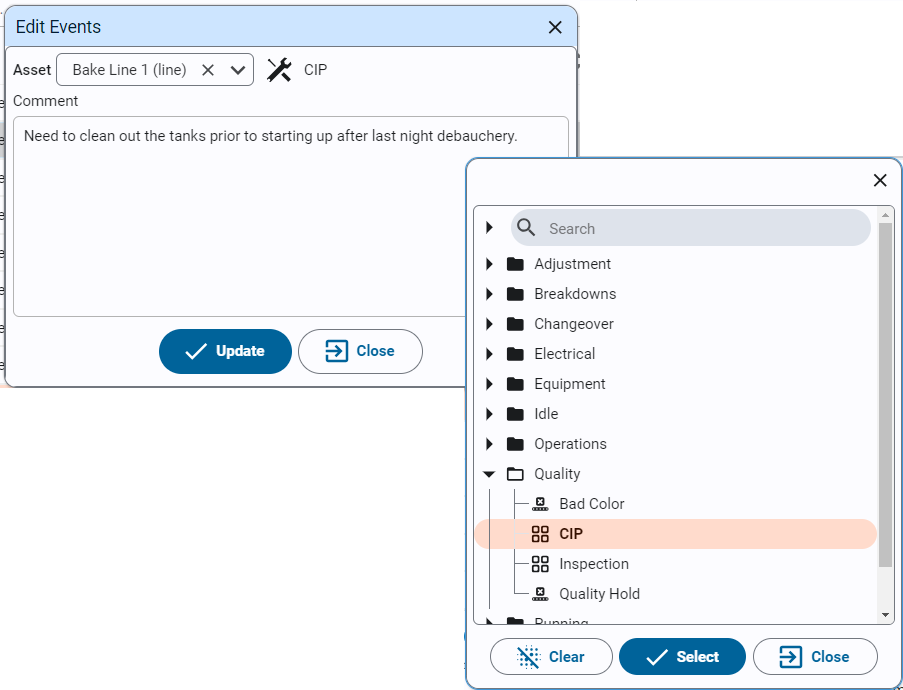 Edit Events
Asset Bake Line 1 (line) CIP
Comment
Need to clean out the tanks prior to starting up after last night debauchery.
Update Close
Search
Adjustment
Breakdowns
Changeover
Electrical
Equipment
Idle
Operations
Quality
Bad Color
CIP
Inspection
Quality Hold
Running
Clear Select Close